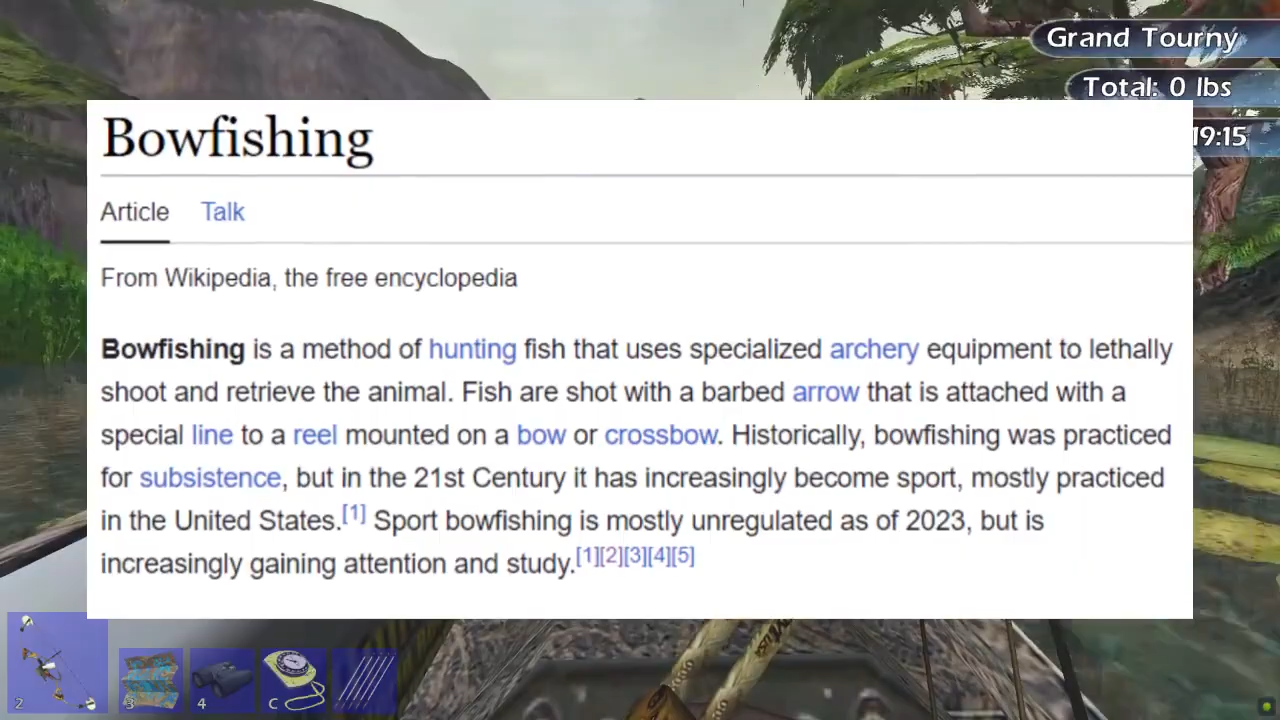 Grand Tourny
Total: 0 lbs
19:15
Bowfishing
Article Talk
From Wikipedia, the free encyclopedia
Bowfishing is a method of hunting fish that uses specialized archery equipment to lethally
shoot and retrieve the animal. Fish are shot with a barbed arrow that is attached with a
special line to a reel mounted on a bow or crossbow. Historically, bowfishing was practiced
for subsistence, but in the 21st Century it has increasingly become sport, mostly practiced
in the United States.[1] Sport bowfishing is mostly unregulated as of 2023, but is
increasingly gaining attention and study.[1][2][3][4][5]
2 3 4 C